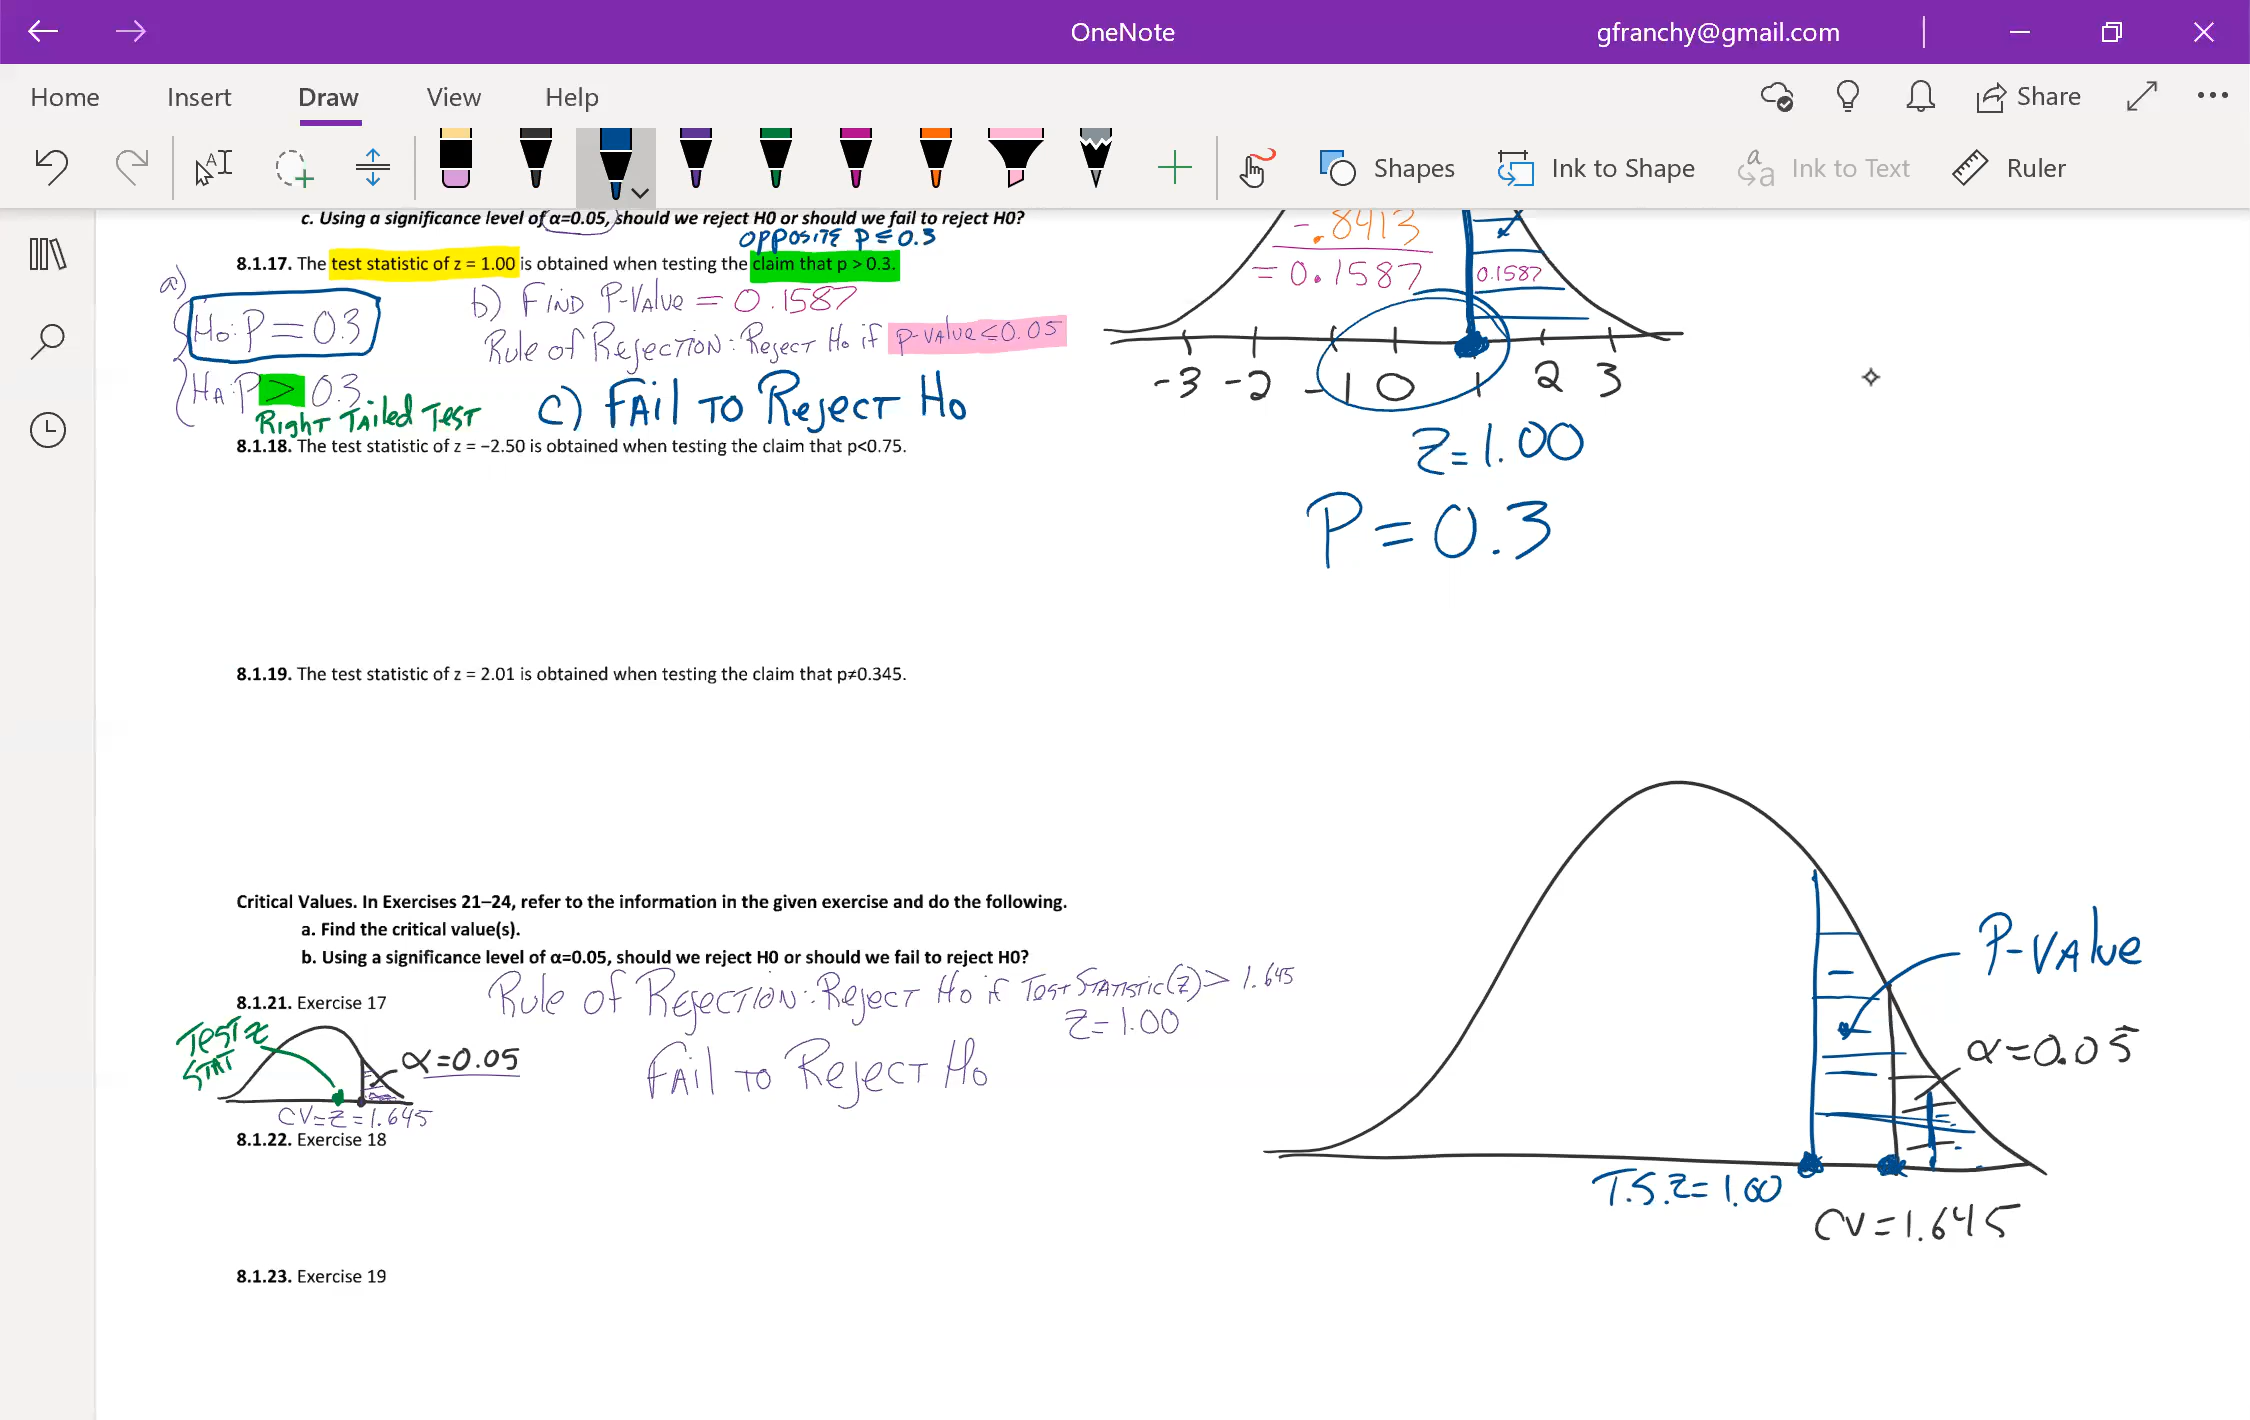 OneNote
gfranchy@gmail.com
Home Insert Draw View Help
Share
Shapes Ink to Shape Ink to Text Ruler
c. Using a significance level of α=0.05, should we reject H0 or should we fail to reject H0?
OPPOSITE P ≤ 0.3
8.1.17. The test statistic of z = 1.00 is obtained when testing the claim that p > 0.3.
a)
Ho: P = 0.3
HA: P > 0.3
Right Tailed Test
b) FIND P-VALUE = 0.1587
Rule of Rejection: Reject Ho if p-value ≤ 0.05
c) FAIL TO Reject Ho
-.8413
= 0.1587
0.1587
-3 -2 -1 0 1 2 3
Z = 1.00
P = 0.3
8.1.18. The test statistic of z = −2.50 is obtained when testing the claim that p<0.75.
8.1.19. The test statistic of z = 2.01 is obtained when testing the claim that p≠0.345.
Critical Values. In Exercises 21–24, refer to the information in the given exercise and do the following.
a. Find the critical value(s).
b. Using a significance level of α=0.05, should we reject H0 or should we fail to reject H0?
Rule of Rejection: Reject Ho if Test Statistic (z) > 1.645
Z = 1.00
8.1.21. Exercise 17
Test Z
STAT
α=0.05
CV=Z=1.645
FAIL TO Reject Ho
8.1.22. Exercise 18
8.1.23. Exercise 19
P-VALUE
α=0.05
T.S.Z=1.00
CV=1.645